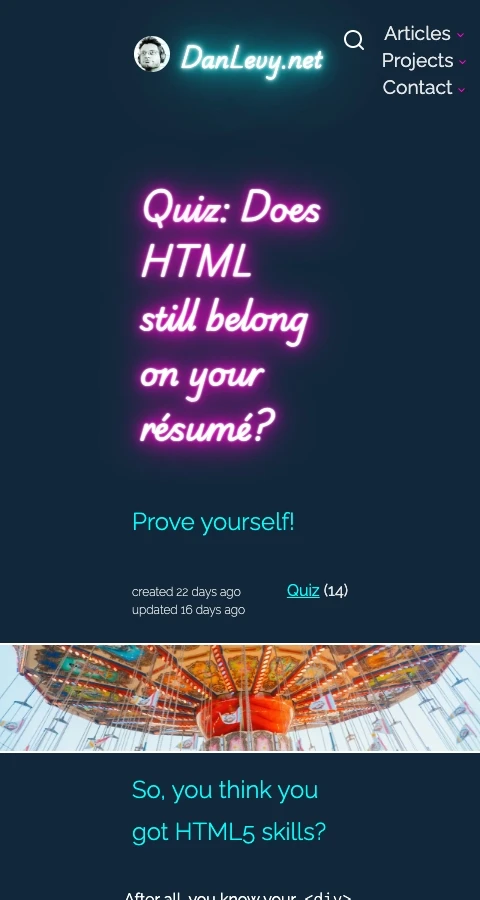 DanLevy.net
Articles
Projects
Contact
Quiz: Does
HTML
still belong
on your
résumé?
Prove yourself!
created 22 days ago
updated 16 days ago
Quiz (14)
So, you think you
got HTML5 skills?
After all, you know your <div>